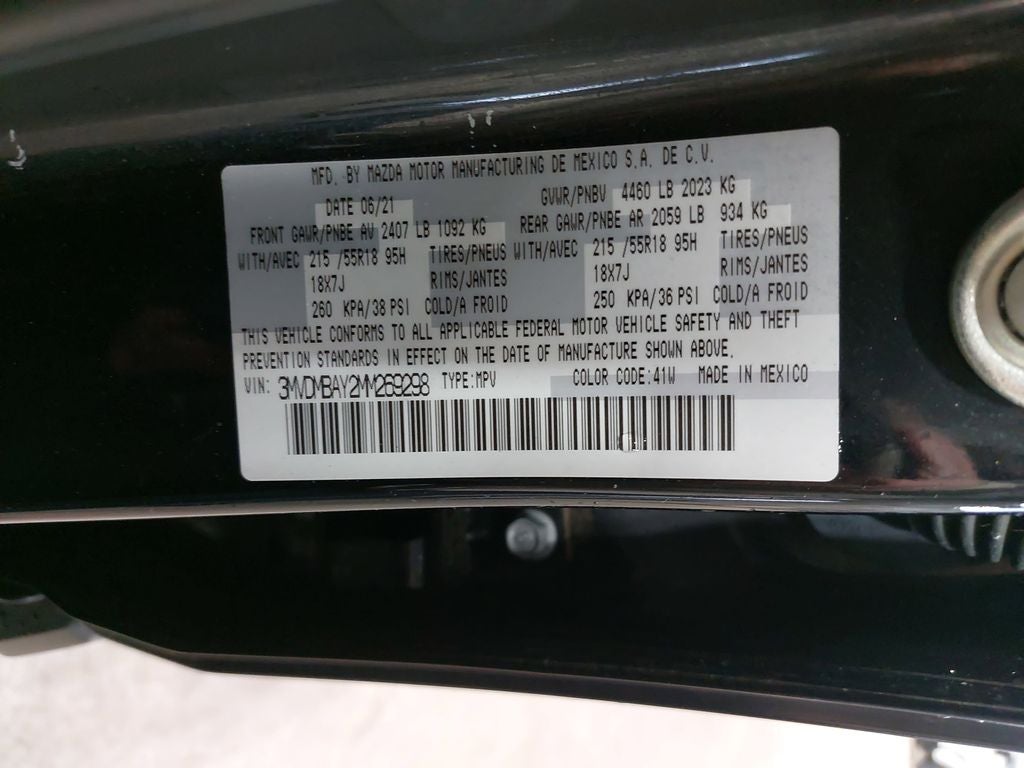 MFD. BY MAZDA MOTOR MANUFACTURING DE MEXICO S.A. DE C.V.
DATE 06/21 GVWR/PNBV 4460 LB 2023 KG
FRONT GAWR/PNBE AV 2407 LB 1092 KG REAR GAWR/PNBE AR 2059 LB 934 KG
WITH/AVEC 215 /55R18 95H TIRES/PNEUS WITH/AVEC 215 /55R18 95H TIRES/PNEUS
18X7J RIMS/JANTES 18X7J RIMS/JANTES
260 KPA/38 PSI COLD/A FROID 250 KPA/36 PSI COLD/A FROID
THIS VEHICLE CONFORMS TO ALL APPLICABLE FEDERAL MOTOR VEHICLE SAFETY AND THEFT
PREVENTION STANDARDS IN EFFECT ON THE DATE OF MANUFACTURE SHOWN ABOVE.
VIN: 3MVDMBAY2MM269298 TYPE:MPV COLOR CODE:41W MADE IN MEXICO